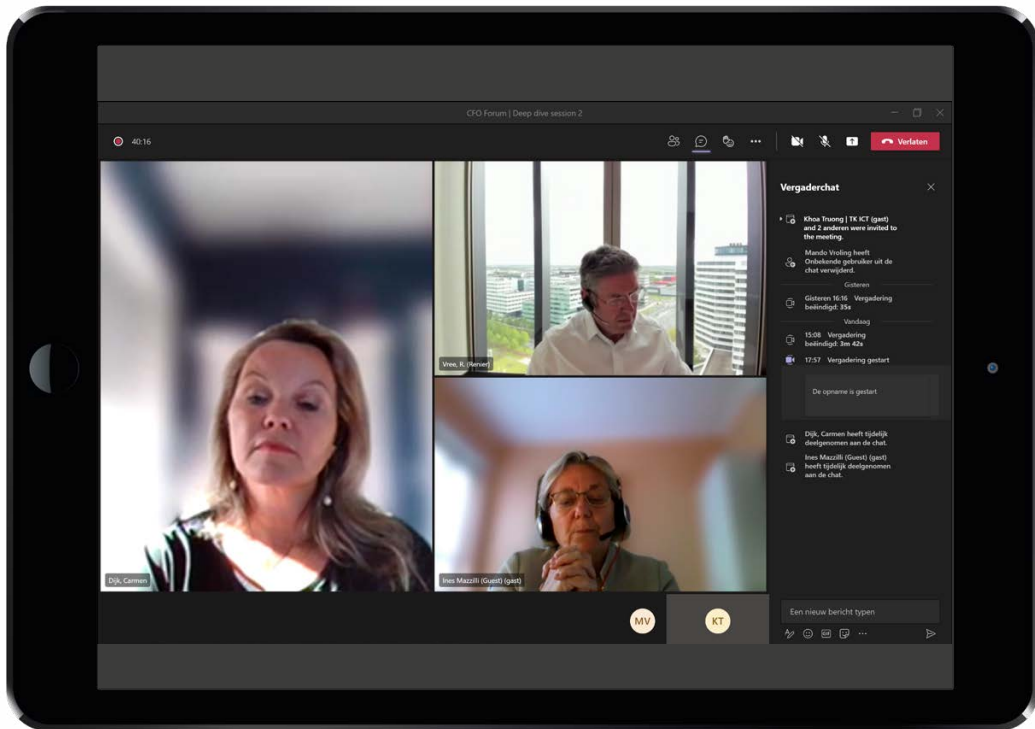 CFO Forum | Deep dive session 2
40:16
Verlaten
Vergaderchat
Khoa Truong | TK ICT (gast)
and 2 anderen were invited to
the meeting.
Mando Vroling heeft
Onbekende gebruiker uit de
chat verwijderd.
Gisteren
Gisteren 16:16 Vergadering
beëindigd: 35s
Vandaag
15:08 Vergadering
beëindigd: 3m 42s
17:57 Vergadering gestart
De opname is gestart
Dijk, Carmen heeft tijdelijk
deelgenomen aan de chat.
Ines Mazzilli (Guest) (gast)
heeft tijdelijk deelgenomen
aan de chat.
Vree, R. (Renier)
Dijk, Carmen
Ines Mazzilli (Guest) (gast)
MV
KT
Een nieuw bericht typen
GIF